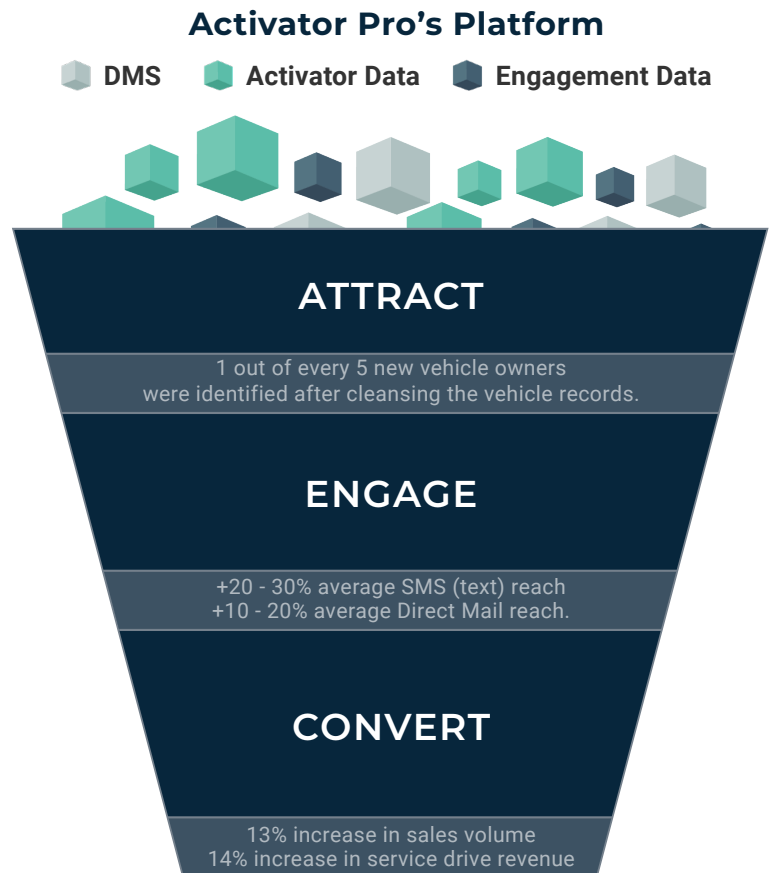 Activator Pro’s Platform
DMS Activator Data Engagement Data
ATTRACT
1 out of every 5 new vehicle owners
were identified after cleansing the vehicle records.
ENGAGE
+20 - 30% average SMS (text) reach
+10 - 20% average Direct Mail reach.
CONVERT
13% increase in sales volume
14% increase in service drive revenue